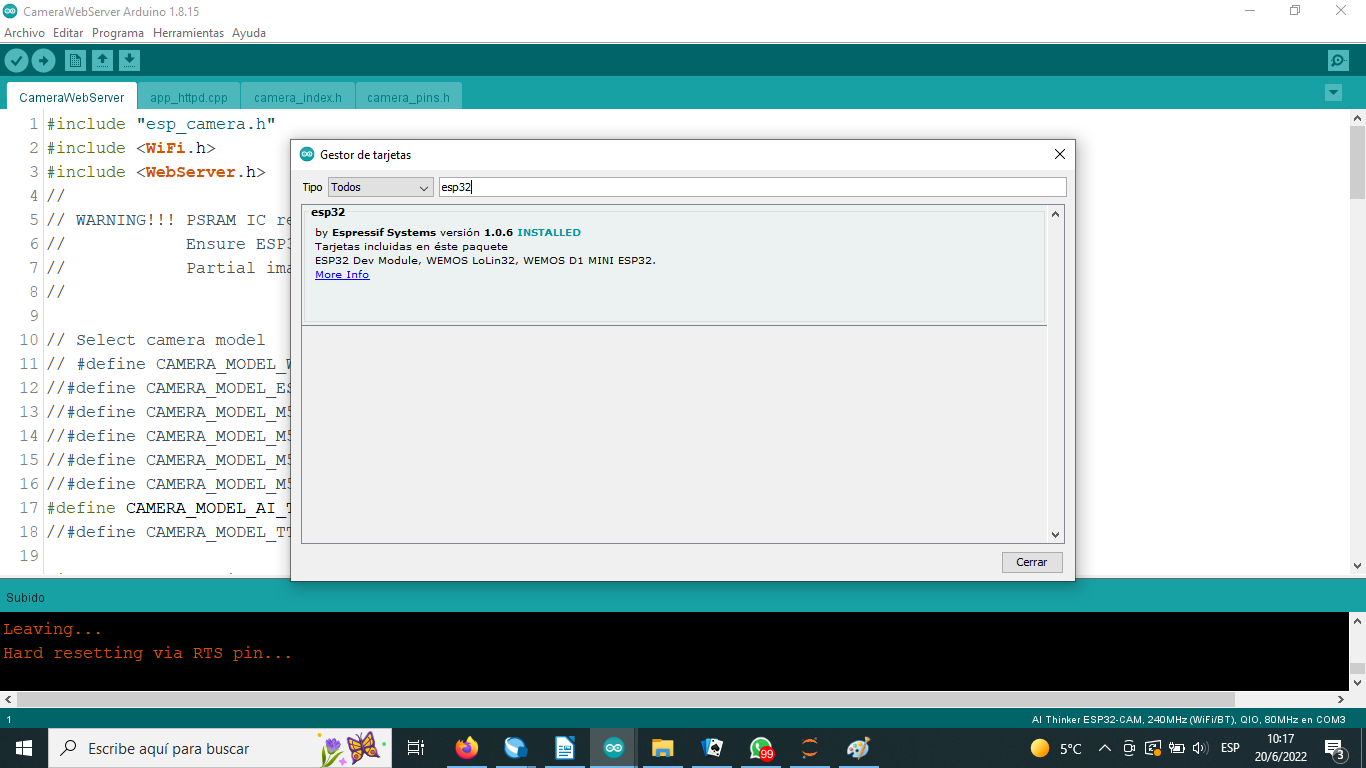 CameraWebServer Arduino 1.8.15
Archivo Editar Programa Herramientas Ayuda
CameraWebServer app_httpd.cpp camera_index.h camera_pins.h
1 #include "esp_camera.h"
2 #include <WiFi.h>
3 #include <WebServer.h>
4 //
5 // WARNING!!! PSRAM IC re
6 // Ensure ESP3
7 // Partial ima
8 //
9
10 // Select camera model
11 // #define CAMERA_MODEL_W
12 //#define CAMERA_MODEL_ES
13 //#define CAMERA_MODEL_M5
14 //#define CAMERA_MODEL_M5
15 //#define CAMERA_MODEL_M5
16 //#define CAMERA_MODEL_M5
17 #define CAMERA_MODEL_AI_T
18 //#define CAMERA_MODEL_TT
19
Gestor de tarjetas
Tipo Todos esp32
esp32
by Espressif Systems versión 1.0.6 INSTALLED
Tarjetas incluidas en éste paquete
ESP32 Dev Module, WEMOS LoLin32, WEMOS D1 MINI ESP32.
More Info
Cerrar
Subido
Leaving...
Hard resetting via RTS pin...
1 AI Thinker ESP32-CAM, 240MHz (WiFi/BT), QIO, 80MHz en COM3
Escribe aquí para buscar
99
5°C
ESP
10:17
20/6/2022
3